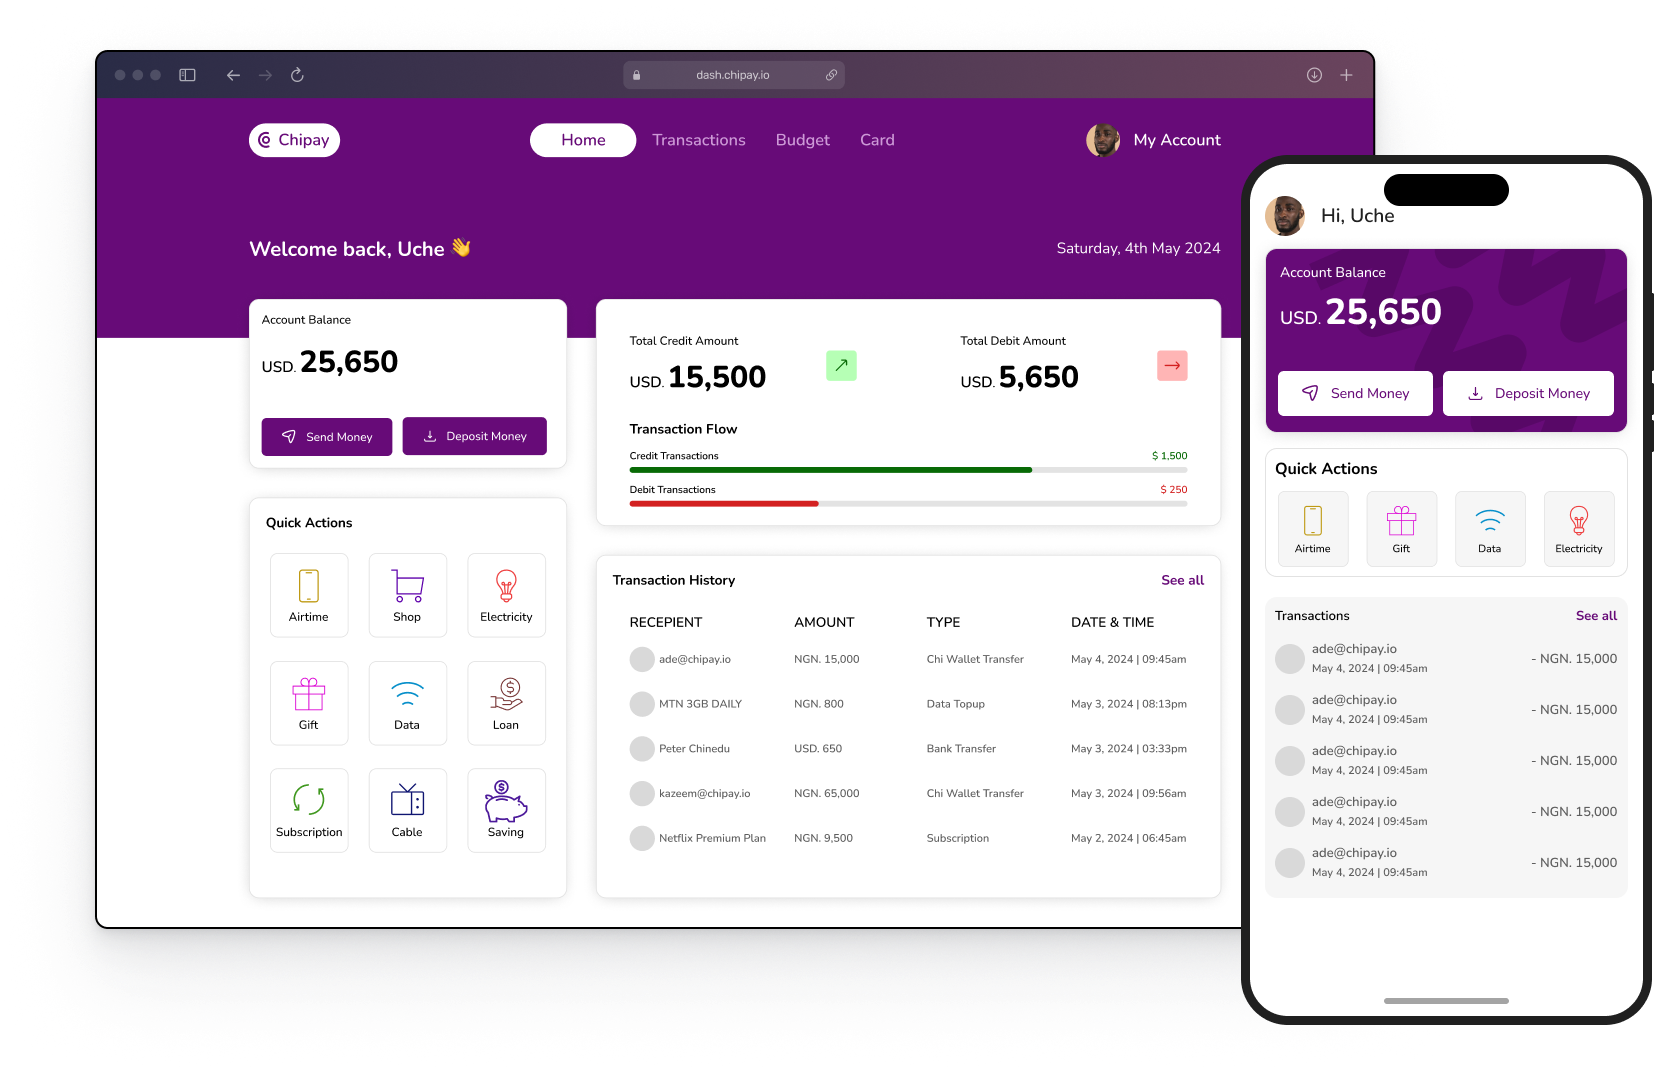 dash.chipay.io
Chipay
Home
Transactions
Budget
Card
My Account
Welcome back, Uche 👋
Saturday, 4th May 2024
Account Balance
USD. 25,650
Send Money
Deposit Money
Total Credit Amount
USD. 15,500
Total Debit Amount
USD. 5,650
Transaction Flow
Credit Transactions
$ 1,500
Debit Transactions
$ 250
Quick Actions
Airtime
Shop
Electricity
Gift
Data
Loan
Subscription
Cable
Saving
Transaction History
See all
RECEPIENT AMOUNT TYPE DATE & TIME
ade@chipay.io NGN. 15,000 Chi Wallet Transfer May 4, 2024 | 09:45am
MTN 3GB DAILY NGN. 800 Data Topup May 3, 2024 | 08:13pm
Peter Chinedu USD. 650 Bank Transfer May 3, 2024 | 03:33pm
kazeem@chipay.io NGN. 65,000 Chi Wallet Transfer May 3, 2024 | 09:56am
Netflix Premium Plan NGN. 9,500 Subscription May 2, 2024 | 06:45am
Hi, Uche
Account Balance
USD. 25,650
Send Money
Deposit Money
Quick Actions
Airtime
Gift
Data
Electricity
Transactions
See all
ade@chipay.io
May 4, 2024 | 09:45am
- NGN. 15,000
ade@chipay.io
May 4, 2024 | 09:45am
- NGN. 15,000
ade@chipay.io
May 4, 2024 | 09:45am
- NGN. 15,000
ade@chipay.io
May 4, 2024 | 09:45am
- NGN. 15,000
ade@chipay.io
May 4, 2024 | 09:45am
- NGN. 15,000